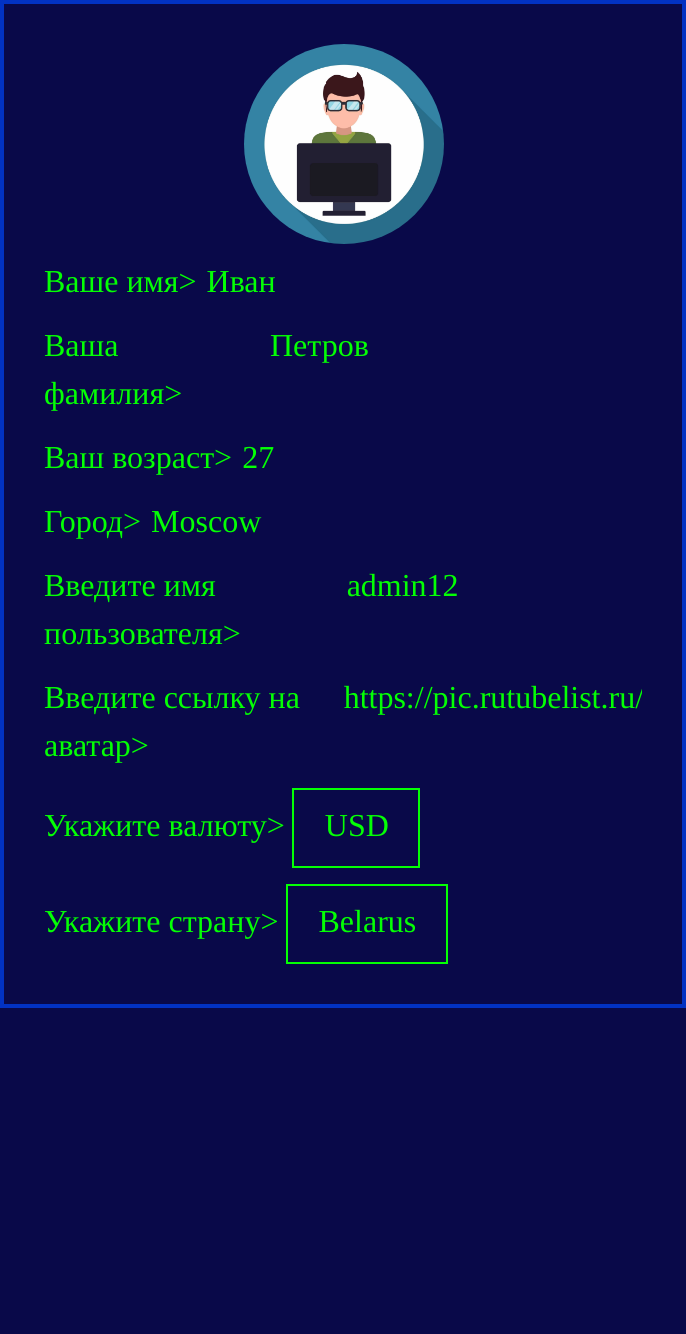 Ваше имя> Иван
Ваша Петров
фамилия>
Ваш возраст> 27
Город> Moscow
Введите имя admin12
пользователя>
Введите ссылку на https://pic.rutubelist.ru/
аватар>
Укажите валюту> USD
Укажите страну> Belarus